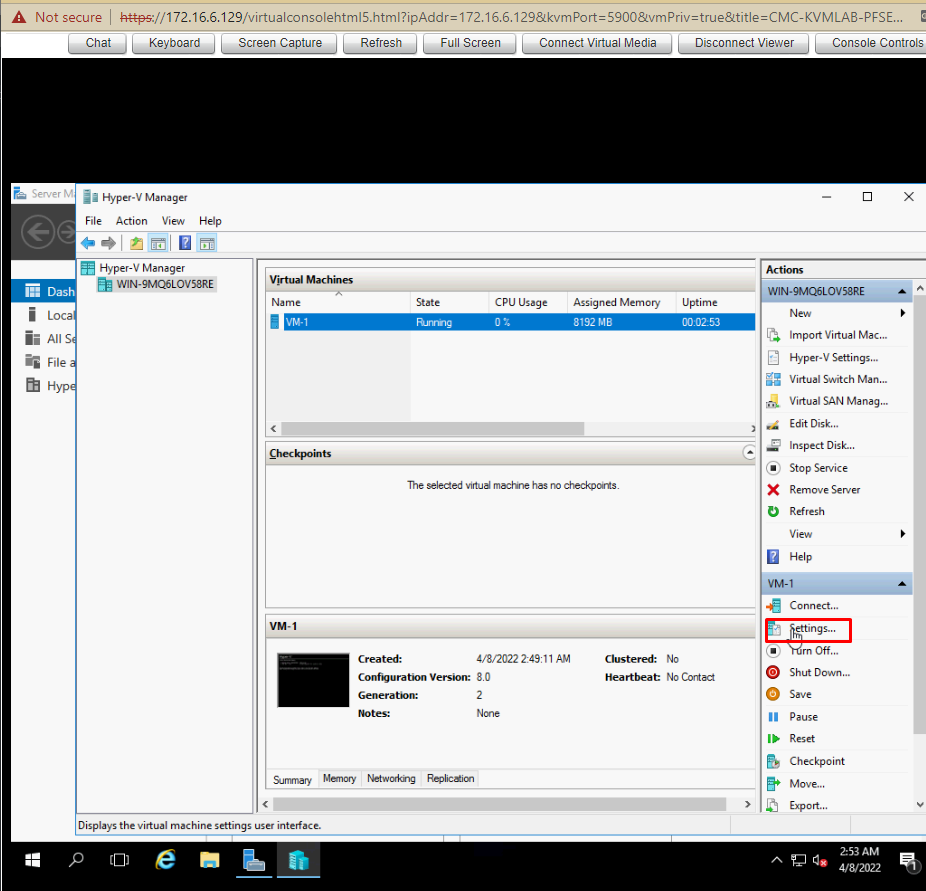 Not secure https://172.16.6.129/virtualconsolehtml5.html?ipAddr=172.16.6.129&kvmPort=5900&vmPriv=true&title=CMC-KVMLAB-PFSE...
Chat Keyboard Screen Capture Refresh Full Screen Connect Virtual Media Disconnect Viewer Console Controls
Server M
Hyper-V Manager
File Action View Help
Hyper-V Manager
WIN-9MQ6LOV58RE
Dash
Local
All Se
File a
Hype
Virtual Machines
Name State CPU Usage Assigned Memory Uptime
VM-1 Running 0 % 8192 MB 00:02:53
Checkpoints
The selected virtual machine has no checkpoints.
VM-1
Created: 4/8/2022 2:49:11 AM Clustered: No
Configuration Version: 8.0 Heartbeat: No Contact
Generation: 2
Notes: None
Summary Memory Networking Replication
Actions
WIN-9MQ6LOV58RE
New
Import Virtual Mac...
Hyper-V Settings...
Virtual Switch Man...
Virtual SAN Manag...
Edit Disk...
Inspect Disk...
Stop Service
Remove Server
Refresh
View
Help
VM-1
Connect...
Settings...
Turn Off...
Shut Down...
Save
Pause
Reset
Checkpoint
Move...
Export...
Displays the virtual machine settings user interface.
2:53 AM
4/8/2022
1